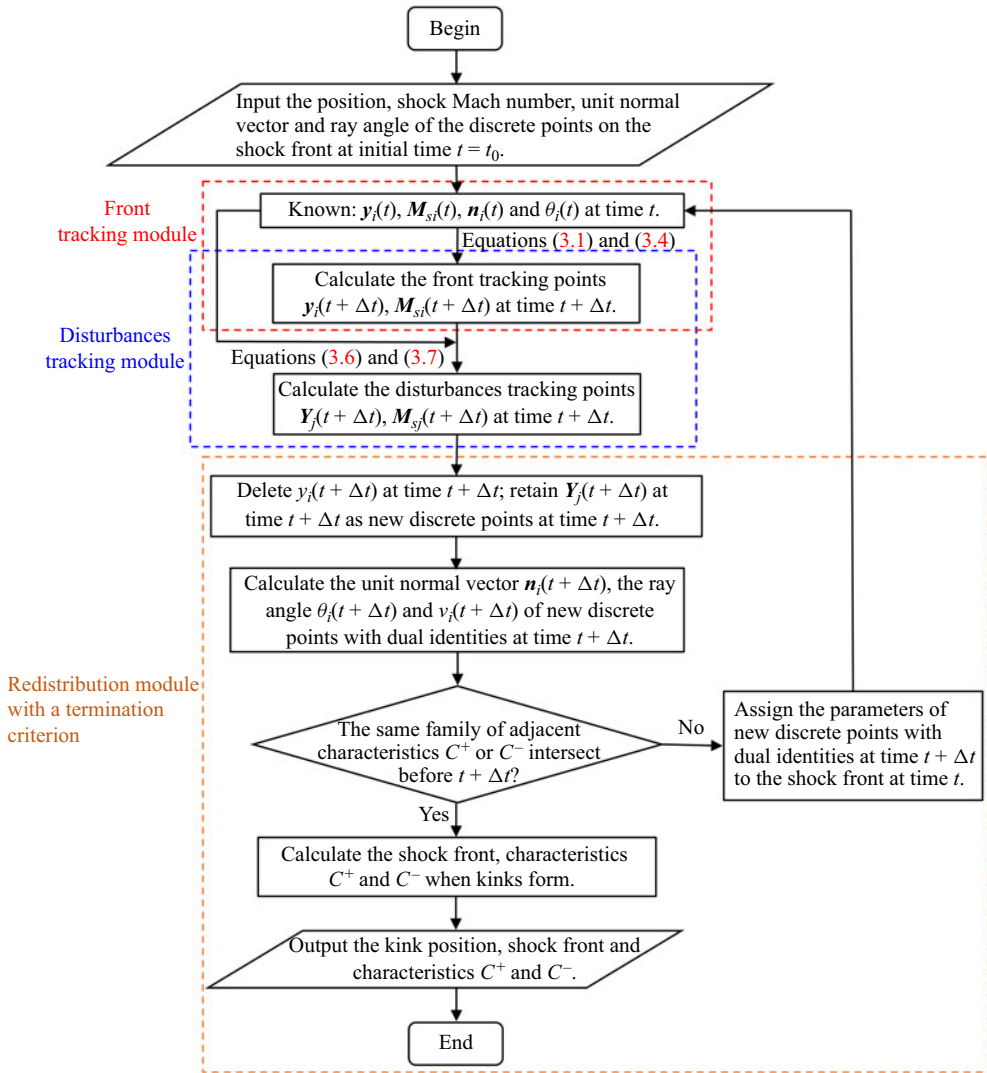 Begin
Input the position, shock Mach number, unit normal
vector and ray angle of the discrete points on the
shock front at initial time t = t₀.
Front
tracking module
Known: yᵢ(t), Mₛᵢ(t), nᵢ(t) and θᵢ(t) at time t.
Equations (3.1) and (3.4)
Calculate the front tracking points
yᵢ(t + Δt), Mₛᵢ(t + Δt) at time t + Δt.
Disturbances
tracking module
Equations (3.6) and (3.7)
Calculate the disturbances tracking points
Yⱼ(t + Δt), Mₛⱼ(t + Δt) at time t + Δt.
Delete yᵢ(t + Δt) at time t + Δt; retain Yⱼ(t + Δt) at
time t + Δt as new discrete points at time t + Δt.
Calculate the unit normal vector nᵢ(t + Δt), the ray
angle θᵢ(t + Δt) and vᵢ(t + Δt) of new discrete
points with dual identities at time t + Δt.
Redistribution module
with a termination
criterion
The same family of adjacent
characteristics C⁺ or C⁻ intersect
before t + Δt?
No
Assign the parameters of
new discrete points with
dual identities at time t + Δt
to the shock front at time t.
Yes
Calculate the shock front, characteristics
C⁺ and C⁻ when kinks form.
Output the kink position, shock front and
characteristics C⁺ and C⁻.
End